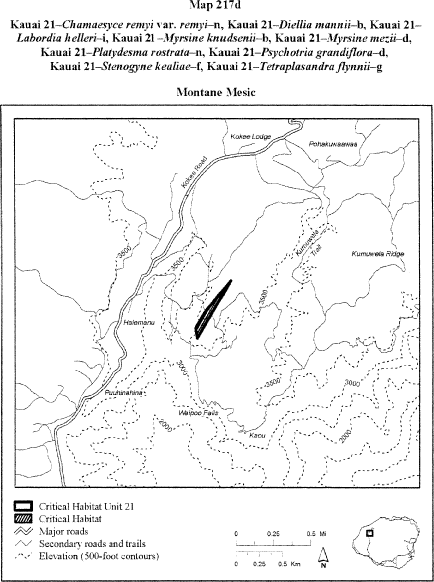 Map 217d
Kauai 21–Chamaesyce remyi var. remyi–n, Kauai 21–Diellia mannii–b, Kauai 21–
Labordia helleri–i, Kauai 21–Myrsine knudsenii–b, Kauai 21–Myrsine mezii–d,
Kauai 21–Platydesma rostrata–n, Kauai 21–Psychotria grandiflora–d,
Kauai 21–Stenogyne kealiae–f, Kauai 21–Tetraplasandra flynnii–g
Montane Mesic
Kokee Lodge
Pohakuwaawaa
Kokee Road
Kumuwela
Trail
Kumuwela Ridge
3500
3500
3500
Halemanu
3000
3500
3000
Puuhinahina
Waipoo Falls
2000
Kaou
2000
Critical Habitat Unit 21
Critical Habitat
Major roads
Secondary roads and trails
Elevation (500-foot contours)
0 0.25 0.5 Mi
0 0.25 0.5 Km
N